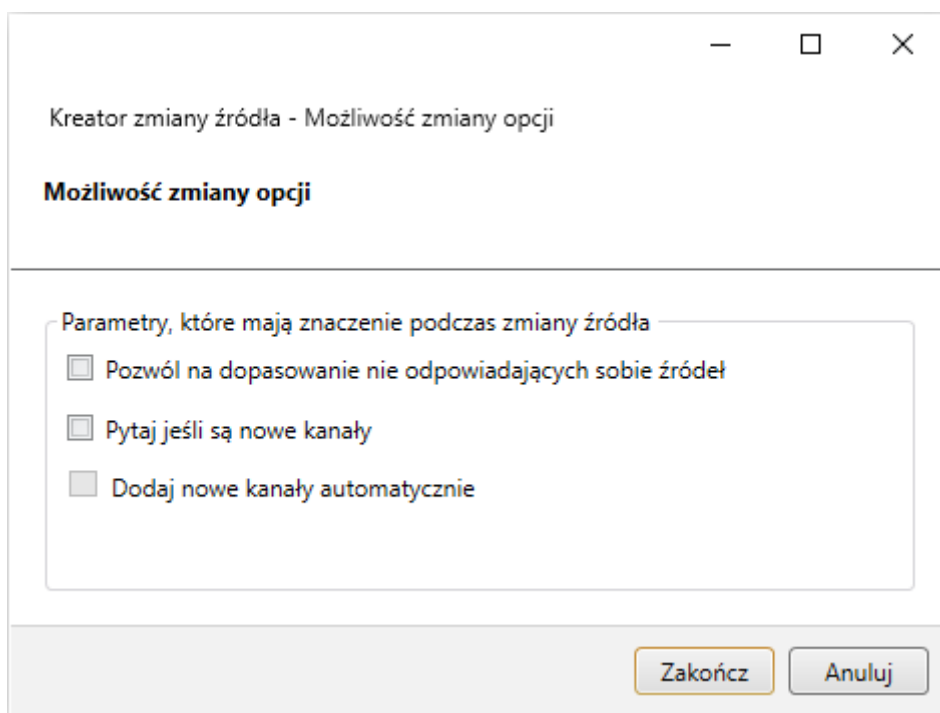 Kreator zmiany źródła - Możliwość zmiany opcji
Możliwość zmiany opcji
Parametry, które mają znaczenie podczas zmiany źródła
Pozwól na dopasowanie nie odpowiadających sobie źródeł
Pytaj jeśli są nowe kanały
Dodaj nowe kanały automatycznie
Zakończ
Anuluj